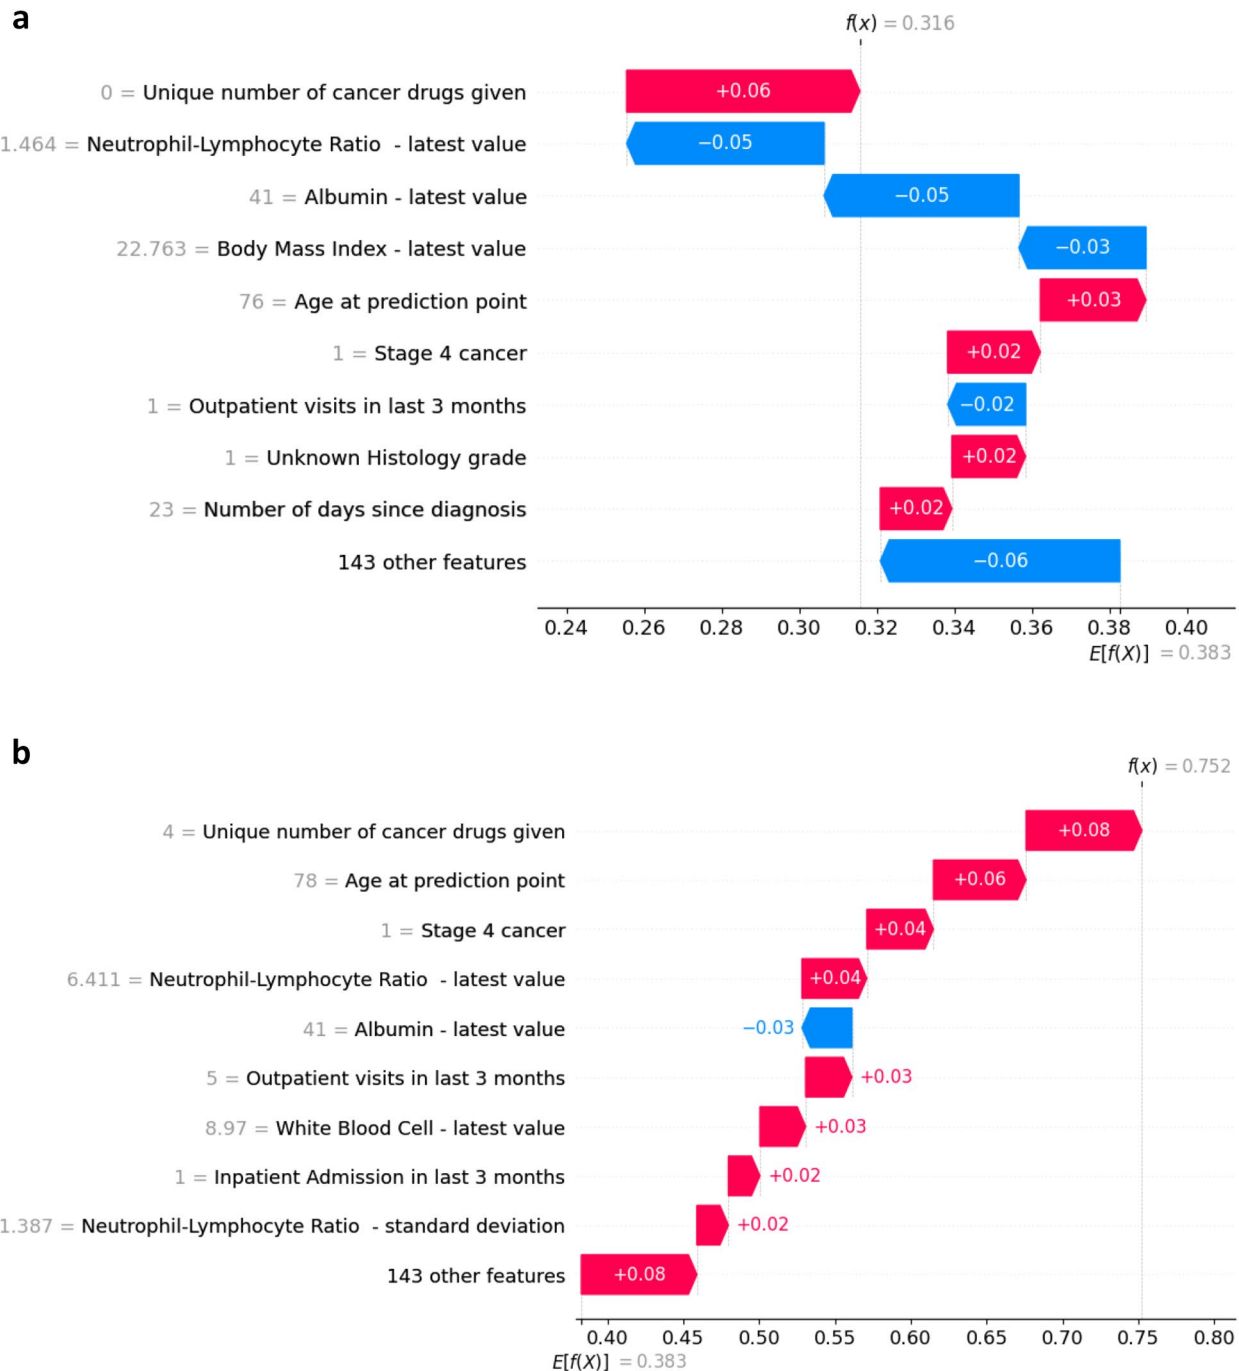 a
f(x) = 0.316
0 = Unique number of cancer drugs given +0.06
1.464 = Neutrophil-Lymphocyte Ratio - latest value −0.05
41 = Albumin - latest value −0.05
22.763 = Body Mass Index - latest value −0.03
76 = Age at prediction point +0.03
1 = Stage 4 cancer +0.02
1 = Outpatient visits in last 3 months −0.02
1 = Unknown Histology grade +0.02
23 = Number of days since diagnosis +0.02
143 other features −0.06
0.24 0.26 0.28 0.30 0.32 0.34 0.36 0.38 0.40
E[f(X)] = 0.383
b
f(x) = 0.752
4 = Unique number of cancer drugs given +0.08
78 = Age at prediction point +0.06
1 = Stage 4 cancer +0.04
6.411 = Neutrophil-Lymphocyte Ratio - latest value +0.04
41 = Albumin - latest value −0.03
5 = Outpatient visits in last 3 months +0.03
8.97 = White Blood Cell - latest value +0.03
1 = Inpatient Admission in last 3 months +0.02
1.387 = Neutrophil-Lymphocyte Ratio - standard deviation +0.02
143 other features +0.08
0.40 0.45 0.50 0.55 0.60 0.65 0.70 0.75 0.80
E[f(X)] = 0.383